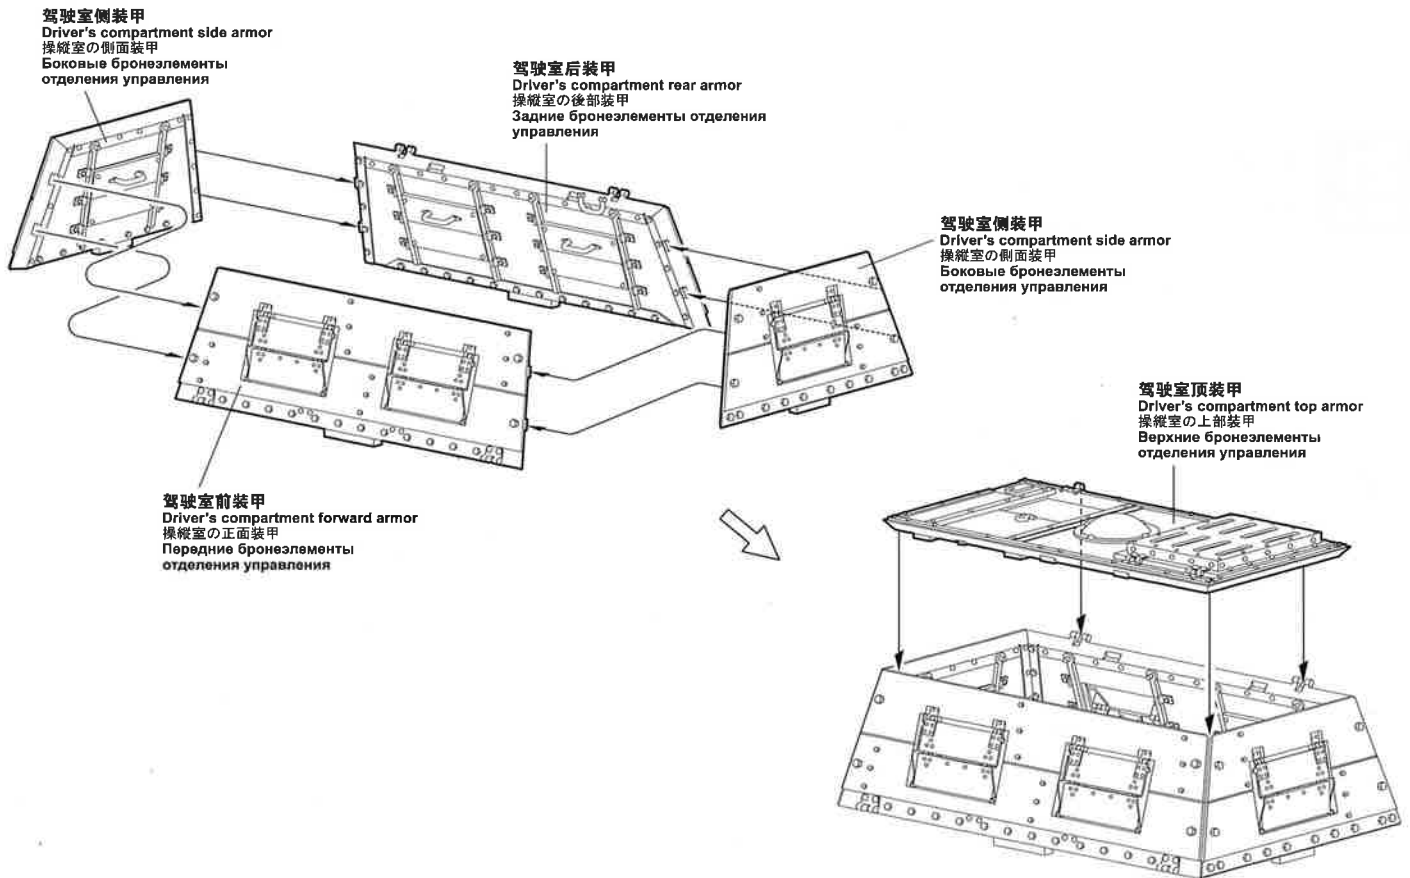 驾驶室侧装甲
Driver's compartment side armor
操縦室の側面装甲
Боковые бронеэлементы
отделения управления
驾驶室后装甲
Driver's compartment rear armor
操縦室の後部装甲
Задние бронеэлементы отделения
управления
驾驶室侧装甲
Driver's compartment side armor
操縦室の側面装甲
Боковые бронеэлементы
отделения управления
驾驶室顶装甲
Driver's compartment top armor
操縦室の上部装甲
Верхние бронеэлементы
отделения управления
驾驶室前装甲
Driver's compartment forward armor
操縦室の正面装甲
Передние бронеэлементы
отделения управления